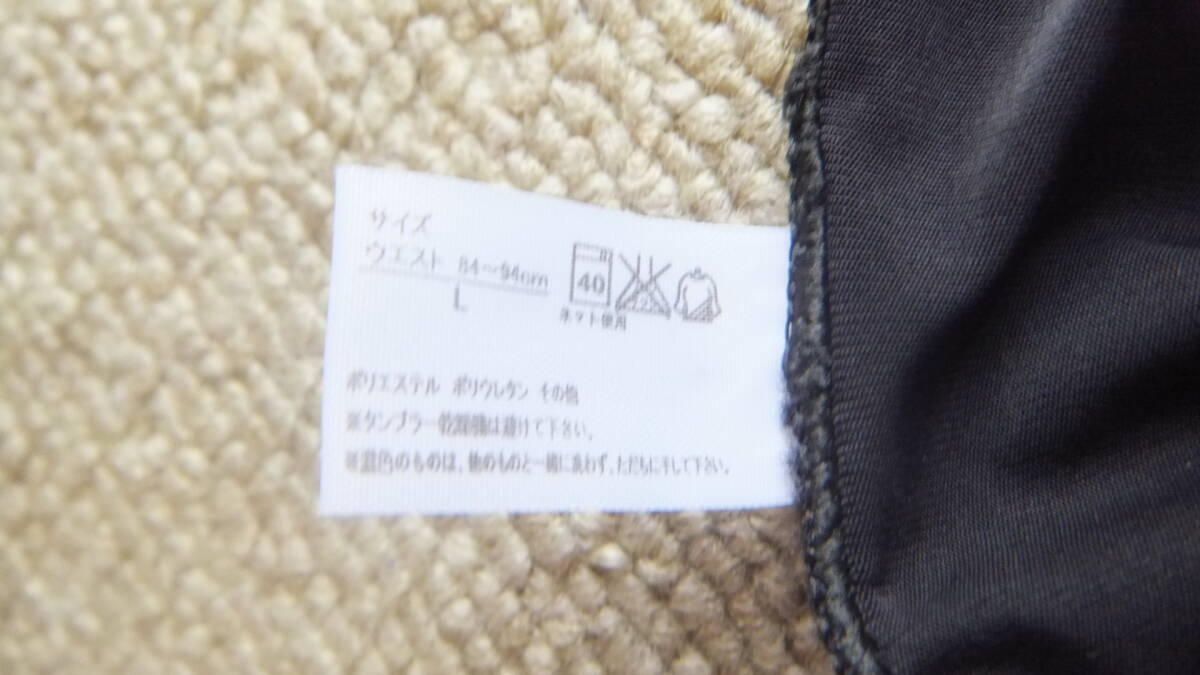 サイズ
ウエスト 84～94cm
L
40
ネット使用
ポリエステル ポリウレタン その他
※タンブラー乾燥機は避けて下さい。
※混色のものは、他のものと一緒に洗わず、ただちに干して下さい。